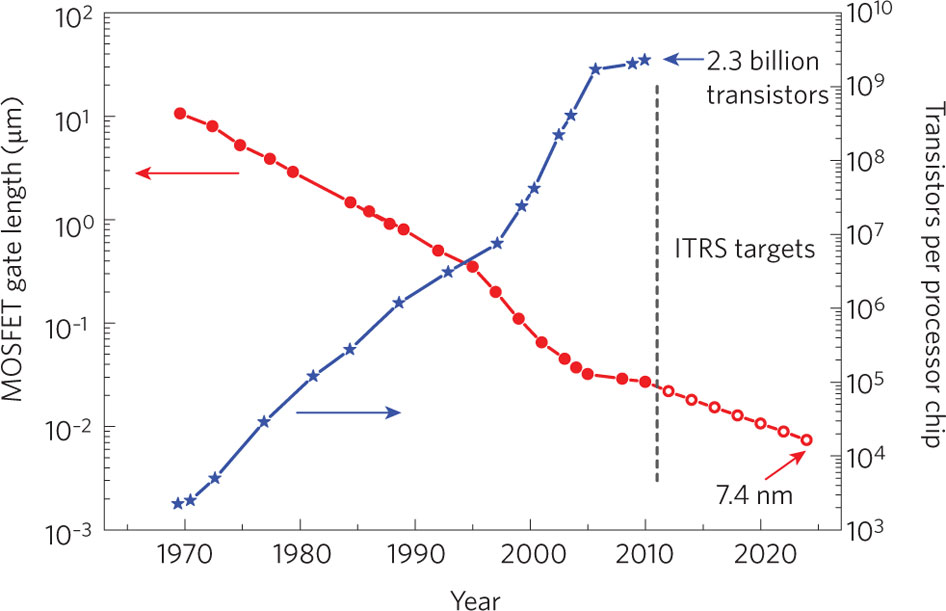 10² 10¹⁰
2.3 billion
transistors
10⁹
10¹
10⁸
MOSFET gate length (μm)
Transistors per processor chip
10⁰
10⁷
ITRS targets
10⁶
10⁻¹
10⁵
10⁻²
10⁴
7.4 nm
10⁻³ 10³
1970 1980 1990 2000 2010 2020
Year